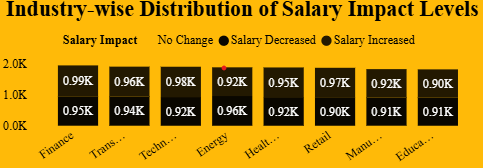 Industry-wise Distribution of Salary Impact Levels
Salary Impact No Change Salary Decreased Salary Increased
2.0K
0.99K 0.96K 0.98K 0.92K 0.95K 0.97K 0.92K 0.90K
1.0K
0.95K 0.94K 0.92K 0.96K 0.92K 0.90K 0.91K 0.91K
0.0K
Finance Trans… Techn… Energy Healt… Retail Manu… Educa…